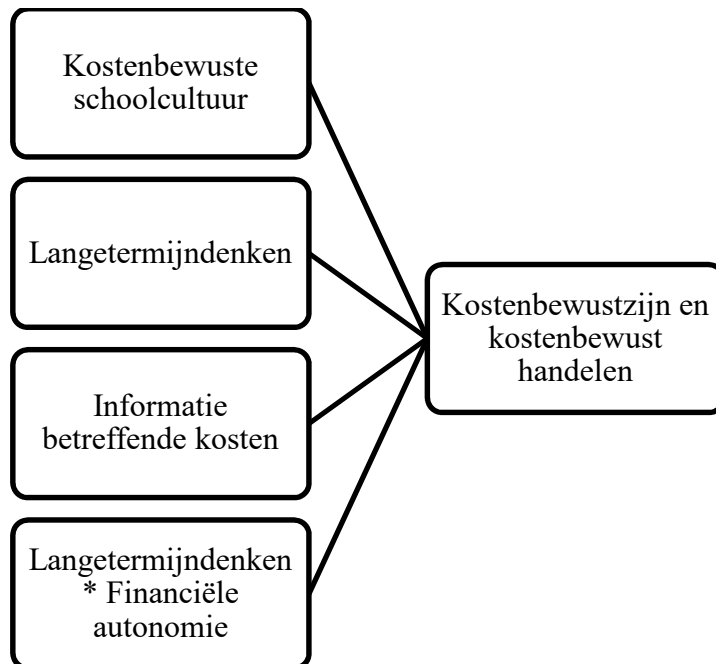 Kostenbewuste
schoolcultuur
Langetermijndenken
Informatie
betreffende kosten
Langetermijndenken
* Financiële
autonomie
Kostenbewustzijn en
kostenbewust
handelen